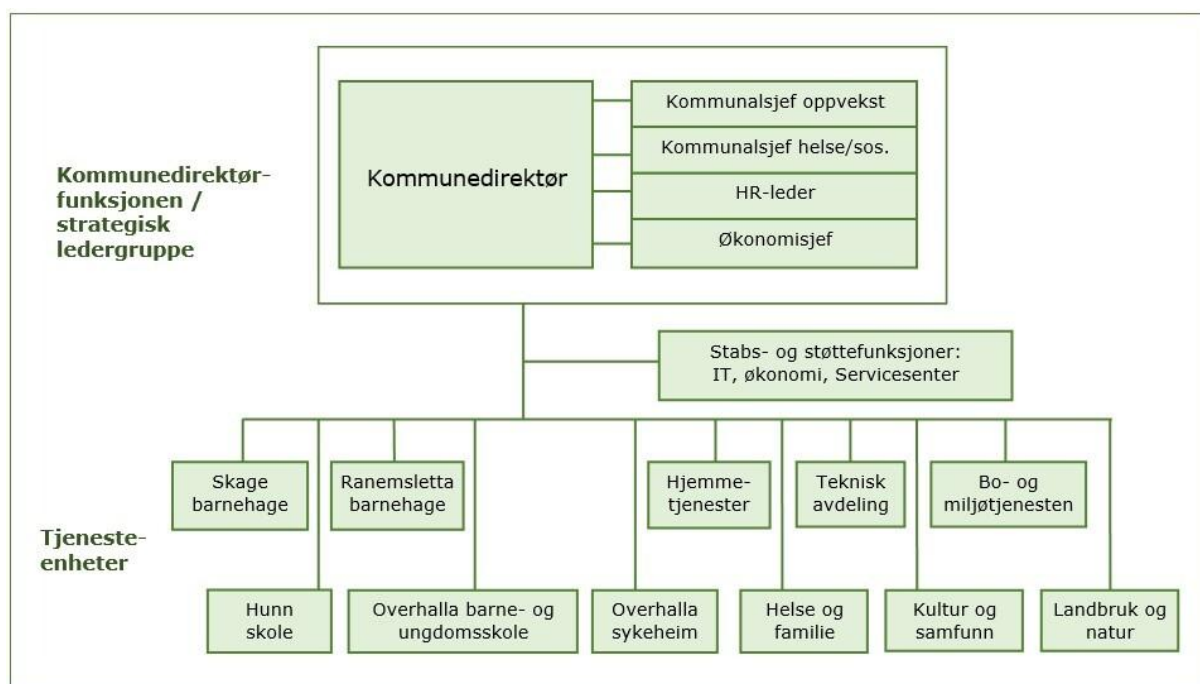 Kommunedirektør-
funksjonen /
strategisk
ledergruppe
Kommunedirektør
Kommunalsjef oppvekst
Kommunalsjef helse/sos.
HR-leder
Økonomisjef
Stabs- og støttefunksjoner:
IT, økonomi, Servicesenter
Tjeneste-
enheter
Skage
barnehage
Ranemsletta
barnehage
Hjemme-
tjenester
Teknisk
avdeling
Bo- og
miljøtjenesten
Hunn
skole
Overhalla barne- og
ungdomsskole
Overhalla
sykeheim
Helse og
familie
Kultur og
samfunn
Landbruk og
natur